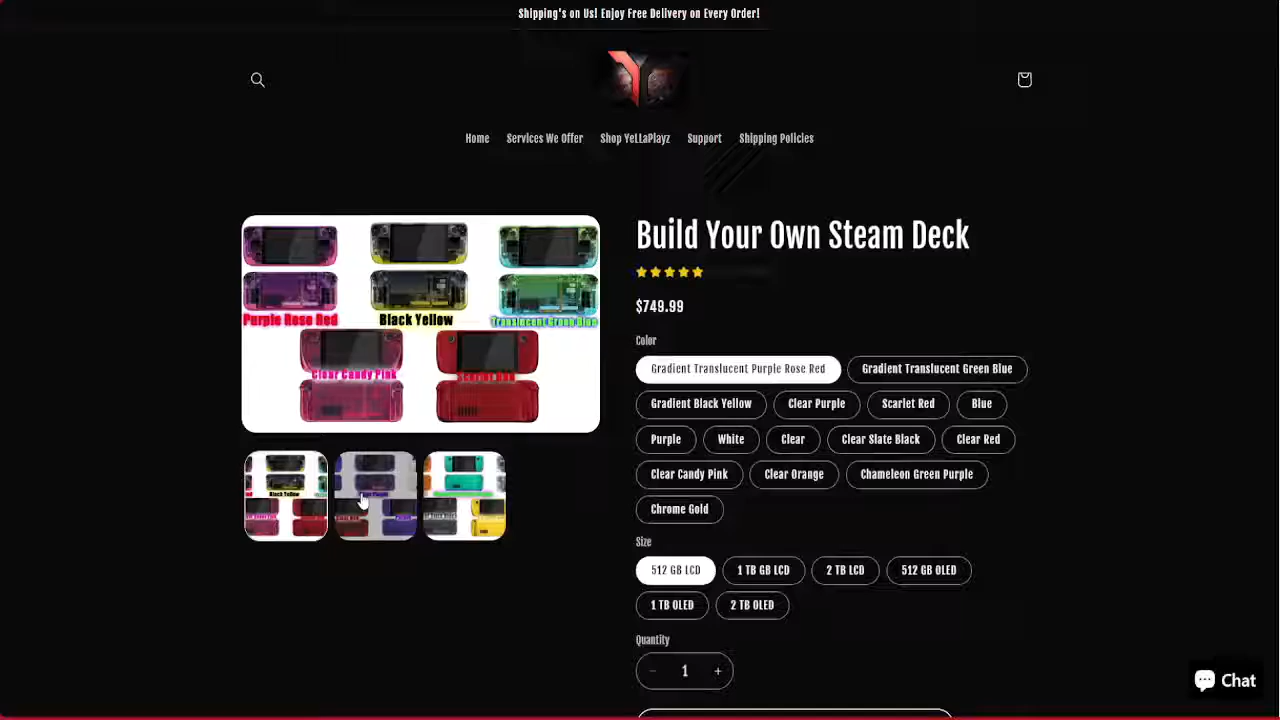 Shipping's on Us! Enjoy Free Delivery on Every Order!
Home Services We Offer Shop YeLLaPlayz Support Shipping Policies
Build Your Own Steam Deck
$749.99
Color
Gradient Translucent Purple Rose Red Gradient Translucent Green Blue
Gradient Black Yellow Clear Purple Scarlet Red Blue
Purple White Clear Clear Slate Black Clear Red
Clear Candy Pink Clear Orange Chameleon Green Purple
Chrome Gold
Size
512 GB LCD 1 TB GB LCD 2 TB LCD 512 GB OLED
1 TB OLED 2 TB OLED
Quantity
− 1 +
Purple Rose Red Black Yellow Translucent Green Blue
Clear Candy Pink Scarlet Red
Black Yellow
Chat